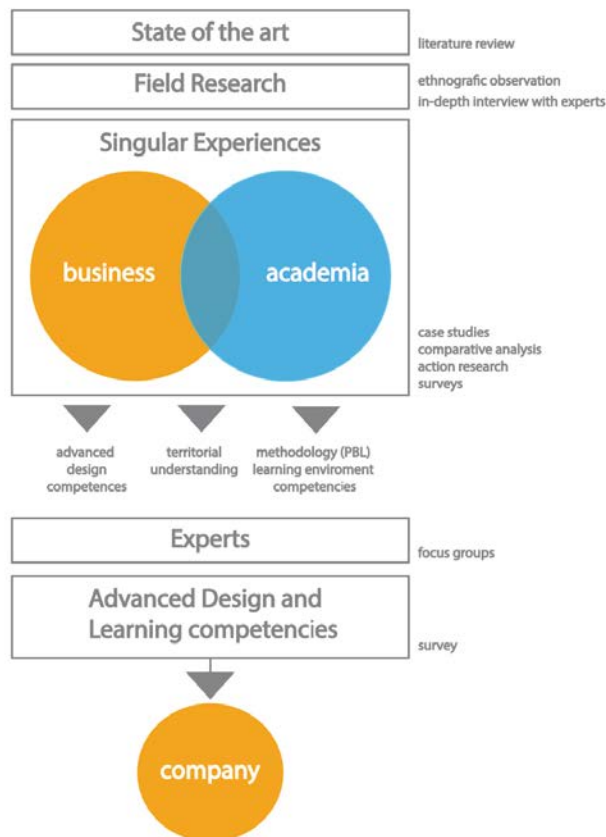 State of the art
literature review
Field Research
ethnografic observation
in-depth interview with experts
Singular Experiences
business
academia
case studies
comparative analysis
action research
surveys
advanced
design
competences
territorial
understanding
methodology (PBL)
learning enviroment
competencies
Experts
focus groups
Advanced Design and
Learning competencies
survey
company